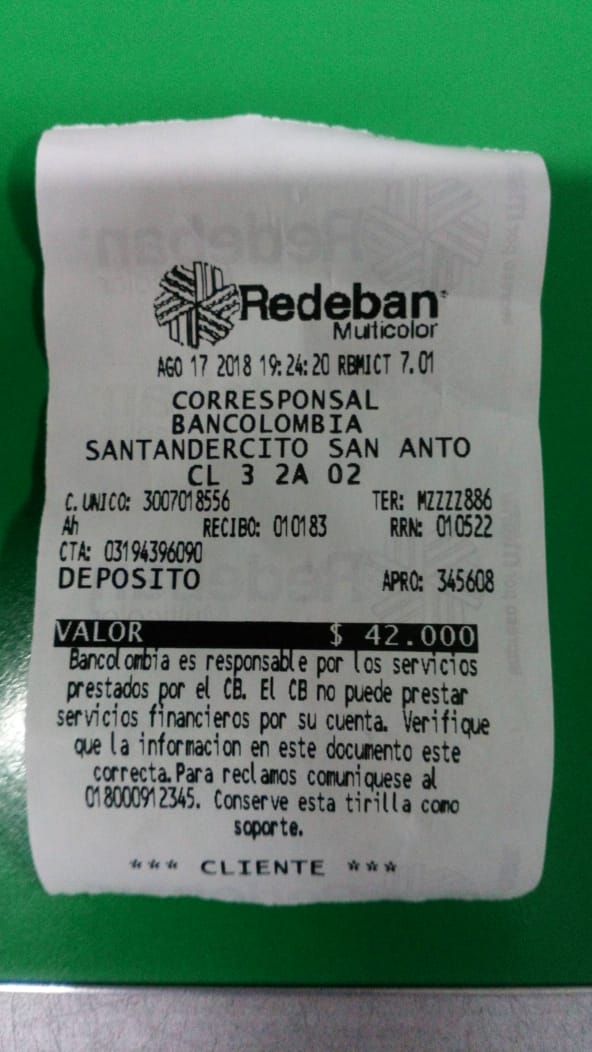 Redeban
Multicolor
AGO 17 2018 19:24:20 RBMICT 7.01
CORRESPONSAL
BANCOLOMBIA
SANTANDERCITO SAN ANTO
CL 3 2A 02
C. UNICO: 3007018556 TER: MZZZZ886
Ah RECIBO: 010183 RRN: 010522
CTA: 03194396090
DEPOSITO APRO: 345608
VALOR $ 42.000
Bancolombia es responsable por los servicios
prestados por el CB. El CB no puede prestar
servicios financieros por su cuenta. Verifique
que la informacion en este documento este
correcta.Para reclamos comuniquese al
018000912345. Conserve esta tirilla como
soporte.
*** CLIENTE ***